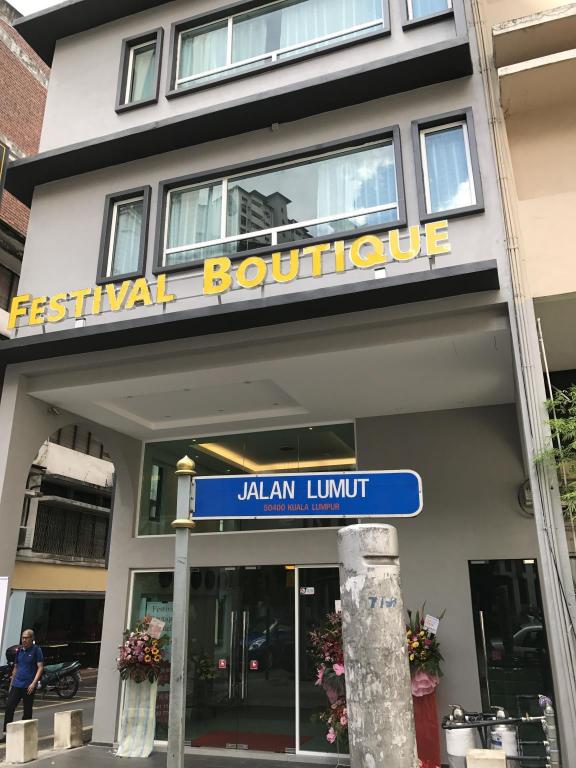 FESTIVAL BOUTIQUE
JALAN LUMUT
50400 KUALA LUMPUR